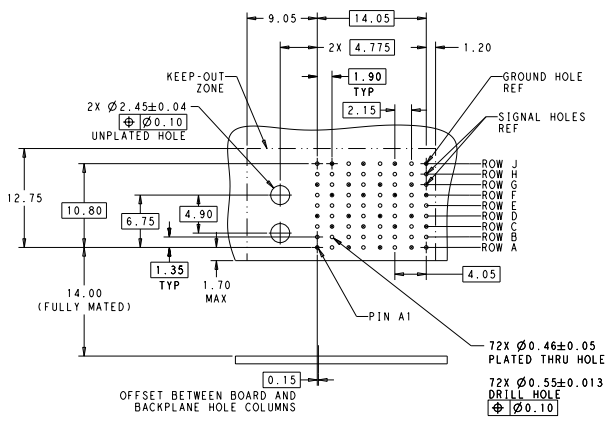 9.05
14.05
2X 4.775
1.20
KEEP-OUT
ZONE
1.90
TYP
GROUND HOLE
REF
2.15
2X Ø2.45±0.04
⌖ Ø0.10
UNPLATED HOLE
SIGNAL HOLES
REF
ROW J
ROW H
ROW G
ROW F
ROW E
ROW D
ROW C
ROW B
ROW A
12.75
10.80
6.75
4.90
1.35
TYP
1.70
MAX
4.05
14.00
(FULLY MATED)
PIN A1
72X Ø0.46±0.05
PLATED THRU HOLE
72X Ø0.55±0.013
DRILL HOLE
⌖ Ø0.10
0.15
OFFSET BETWEEN BOARD AND
BACKPLANE HOLE COLUMNS